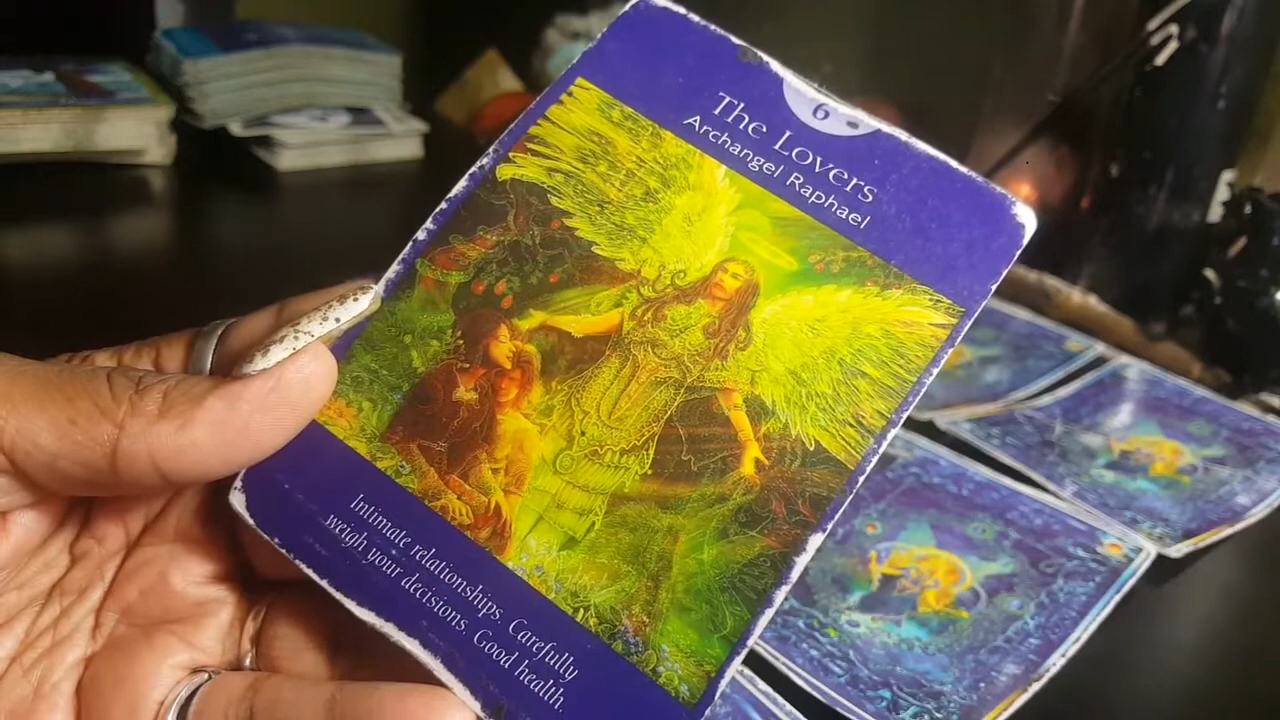 6
The Lovers
Archangel Raphael
Intimate relationships. Carefully
weigh your decisions. Good health.